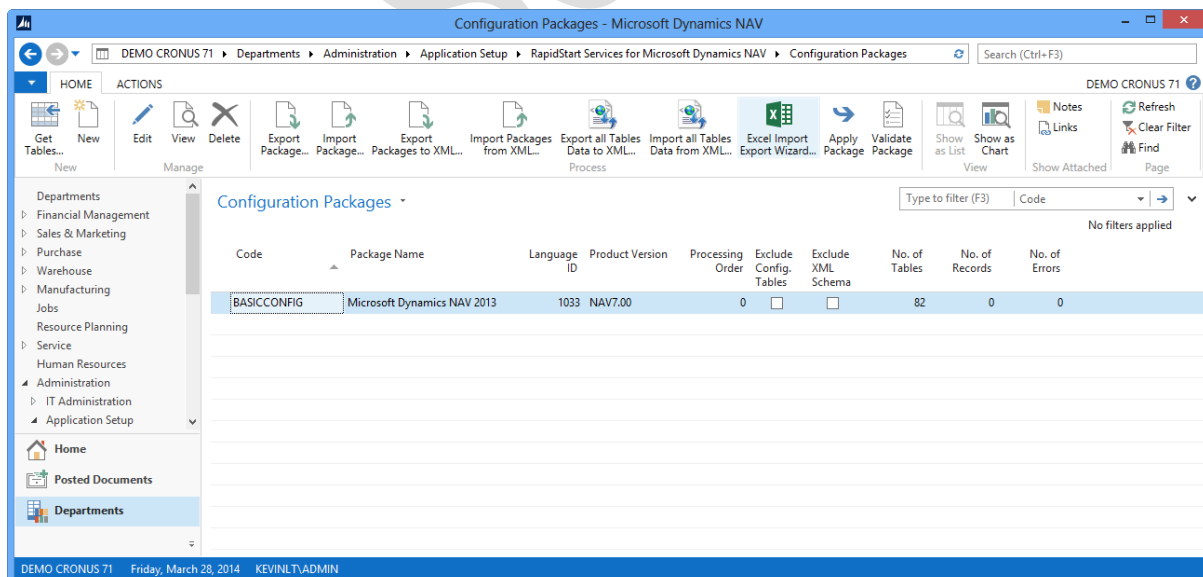 Configuration Packages - Microsoft Dynamics NAV
DEMO CRONUS 71 Departments Administration Application Setup RapidStart Services for Microsoft Dynamics NAV Configuration Packages
Search (Ctrl+F3)
HOME ACTIONS DEMO CRONUS 71
Get Tables...
New
Edit
View
Delete
Export Package...
Import Package...
Export Packages to XML...
Import Packages from XML...
Export all Tables Data to XML...
Import all Tables Data from XML...
Excel Import Export Wizard...
Apply Package
Validate Package
Show as List
Show as Chart
Notes
Links
Refresh
Clear Filter
Find
New Manage Process View Show Attached Page
Departments
Financial Management
Sales & Marketing
Purchase
Warehouse
Manufacturing
Jobs
Resource Planning
Service
Human Resources
Administration
IT Administration
Application Setup
Home
Posted Documents
Departments
Configuration Packages
Type to filter (F3) Code
No filters applied
Code
Package Name
Language ID
Product Version
Processing Order
Exclude Config. Tables
Exclude XML Schema
No. of Tables
No. of Records
No. of Errors
BASICCONFIG Microsoft Dynamics NAV 2013 1033 NAV7.00 0 82 0 0
DEMO CRONUS 71 Friday, March 28, 2014 KEVINLT\ADMIN